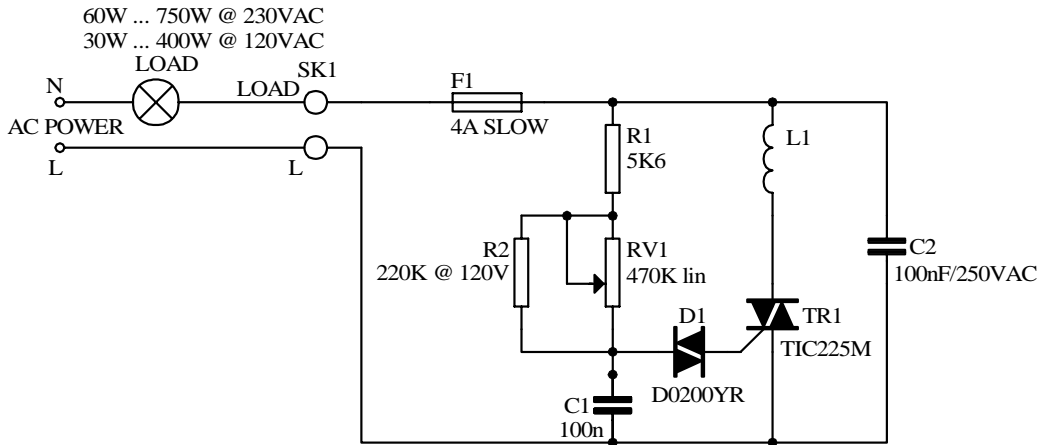 60W ... 750W @ 230VAC
30W ... 400W @ 120VAC
LOAD
SK1
N
LOAD
F1
4A SLOW
AC POWER
L
L
R1
5K6
L1
R2
220K @ 120V
RV1
470K lin
C2
100nF/250VAC
D1
TR1
TIC225M
D0200YR
C1
100n